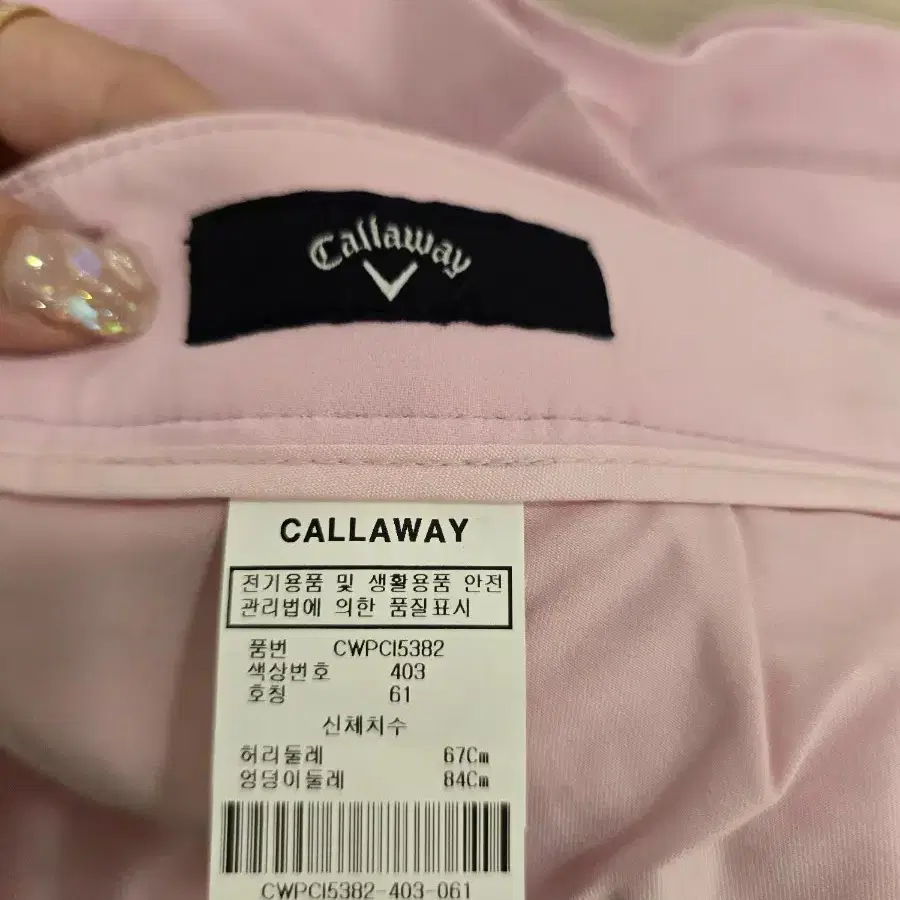 Callaway
CALLAWAY
전기용품 및 생활용품 안전
관리법에 의한 품질표시
품번 CWPCI5382
색상번호 403
호칭 61
신체치수
허리둘레 67Cm
엉덩이둘레 84Cm
CWPCI5382-403-061